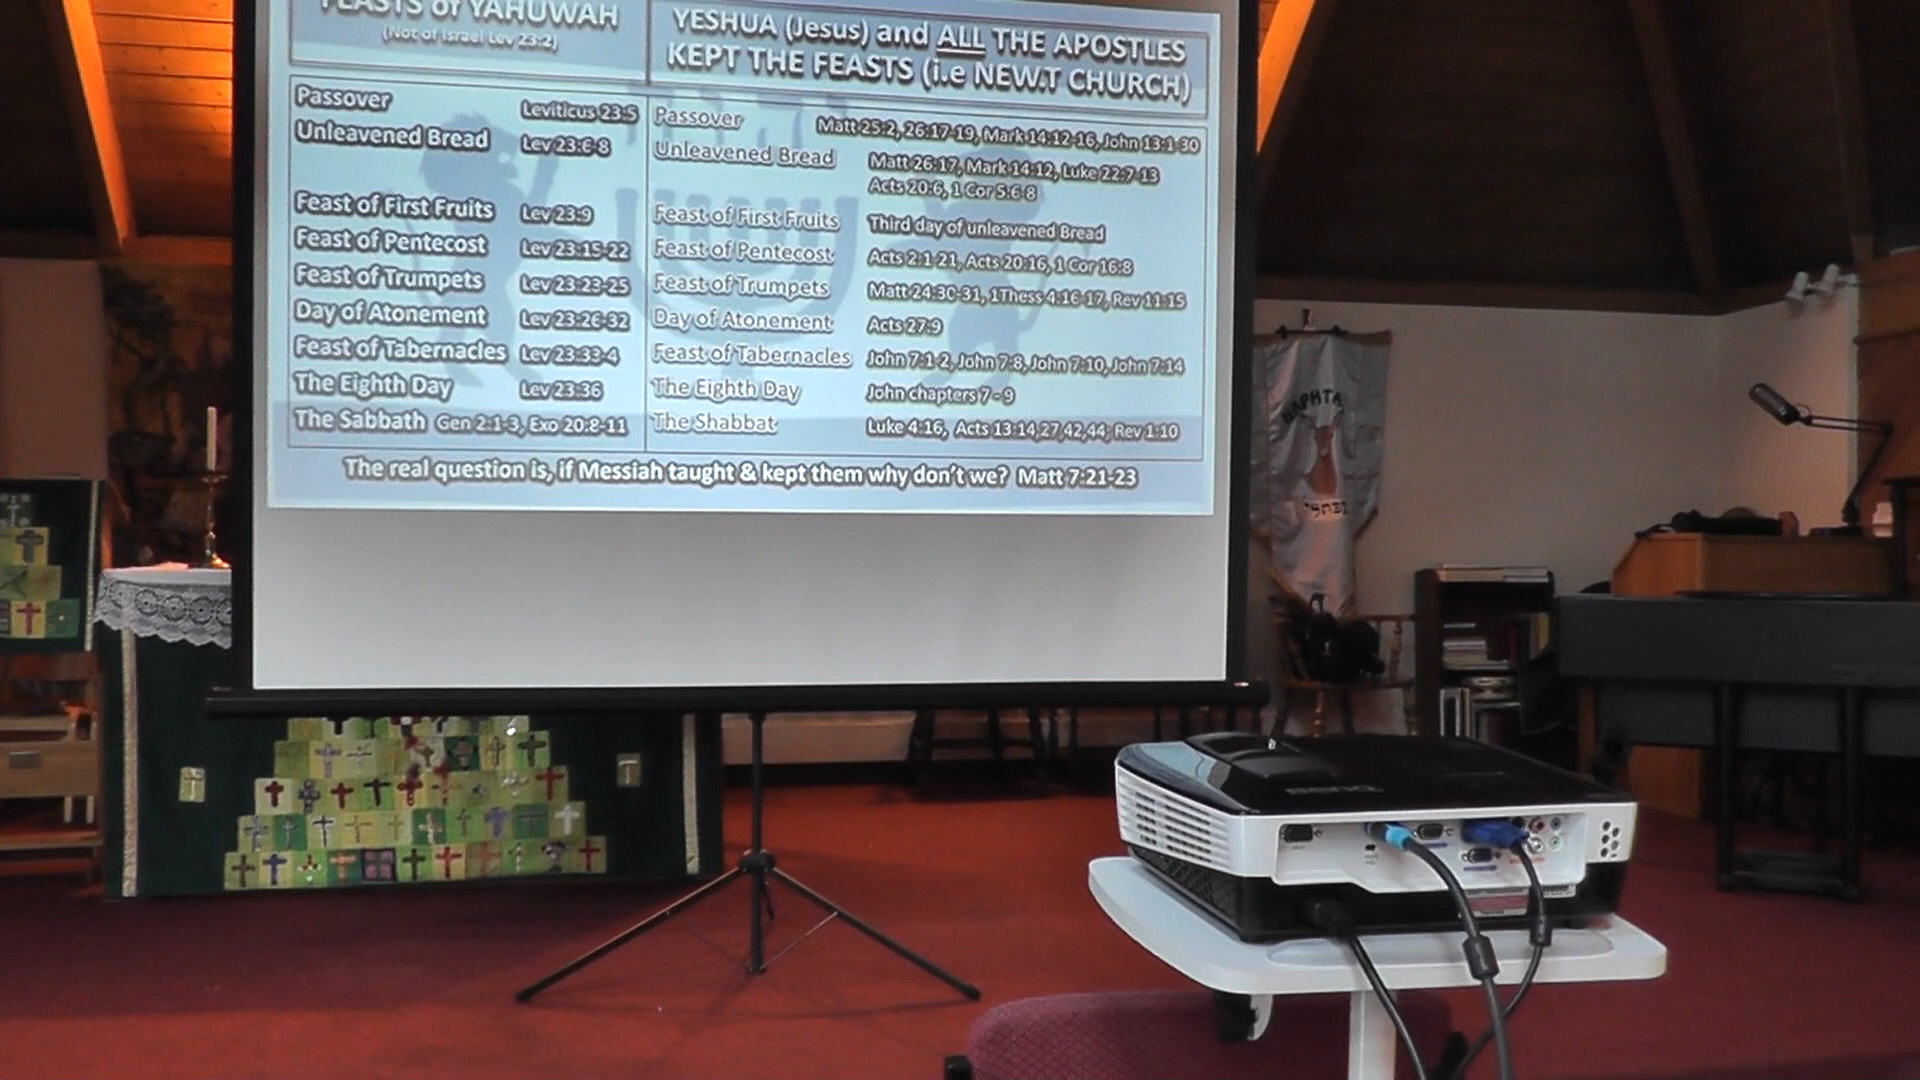 FEASTS of YAHUWAH
(Not of Israel Lev 23:2)
YESHUA (Jesus) and ALL THE APOSTLES
KEPT THE FEASTS (i.e NEW.T CHURCH)
Passover Leviticus 23:5
Unleavened Bread Lev 23:6-8
Feast of First Fruits Lev 23:9
Feast of Pentecost Lev 23:15-22
Feast of Trumpets Lev 23:23-25
Day of Atonement Lev 23:26-32
Feast of Tabernacles Lev 23:33-4
The Eighth Day Lev 23:36
The Sabbath Gen 2:1-3, Exo 20:8-11
Passover Matt 25:2, 26:17-19, Mark 14:12-16, John 13:1-30
Unleavened Bread Matt 26:17, Mark 14:12, Luke 22:7-13
Acts 20:6, 1 Cor 5:6-8
Feast of First Fruits Third day of unleavened Bread
Feast of Pentecost Acts 2:1-21, Acts 20:16, 1 Cor 16:8
Feast of Trumpets Matt 24:30-31, 1Thess 4:16-17, Rev 11:15
Day of Atonement Acts 27:9
Feast of Tabernacles John 7:1-2, John 7:8, John 7:10, John 7:14
The Eighth Day John chapters 7 - 9
The Shabbat Luke 4:16, Acts 13:14,27,42,44, Rev 1:10
The real question is, if Messiah taught & kept them why don't we? Matt 7:21-23